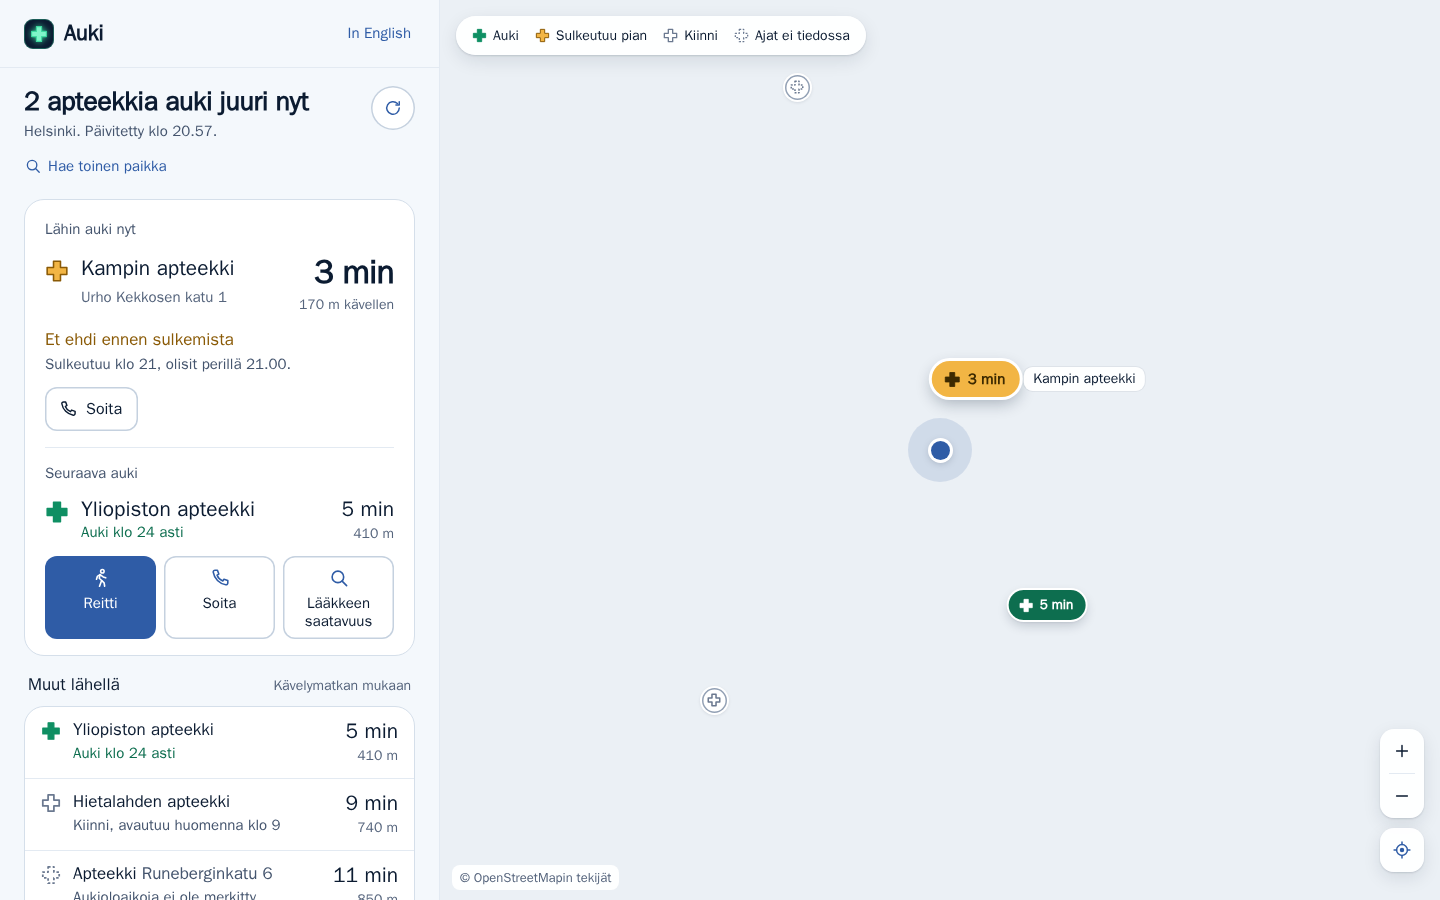 Auki
In English
2 apteekkia auki juuri nyt
Helsinki. Päivitetty klo 20.57.
Hae toinen paikka
Lähin auki nyt
Kampin apteekki
3 min
Urho Kekkosen katu 1
170 m kävellen
Et ehdi ennen sulkemista
Sulkeutuu klo 21, olisit perillä 21.00.
Soita
Seuraava auki
Yliopiston apteekki
5 min
Auki klo 24 asti
410 m
Reitti
Soita
Lääkkeen
saatavuus
Muut lähellä
Kävelymatkan mukaan
Yliopiston apteekki
5 min
Auki klo 24 asti
410 m
Hietalahden apteekki
9 min
Kiinni, avautuu huomenna klo 9
740 m
Apteekki Runeberginkatu 6
11 min
Aukioloaikoja ei ole merkitty
850 m
Auki
Sulkeutuu pian
Kiinni
Ajat ei tiedossa
3 min
Kampin apteekki
5 min
© OpenStreetMapin tekijät